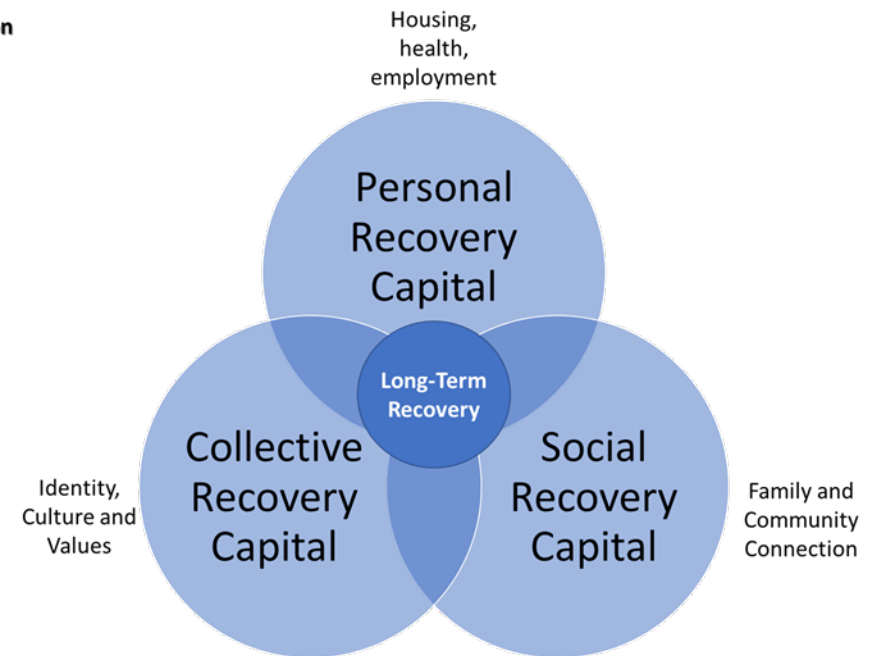 n
Housing,
health,
employment
Personal
Recovery
Capital
Long-Term
Recovery
Collective
Recovery
Capital
Social
Recovery
Capital
Identity,
Culture and
Values
Family and
Community
Connection